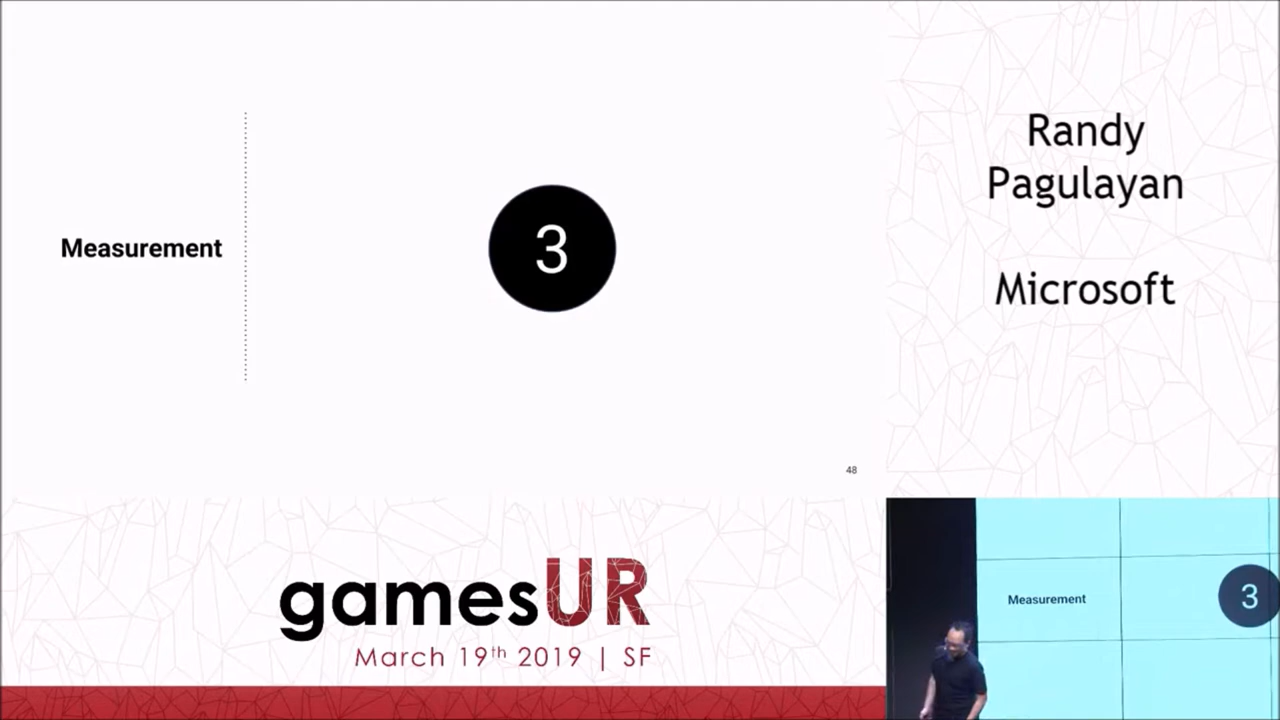 Measurement
3
48
Randy
Pagulayan
Microsoft
gamesUR
March 19th 2019 | SF
Measurement
3